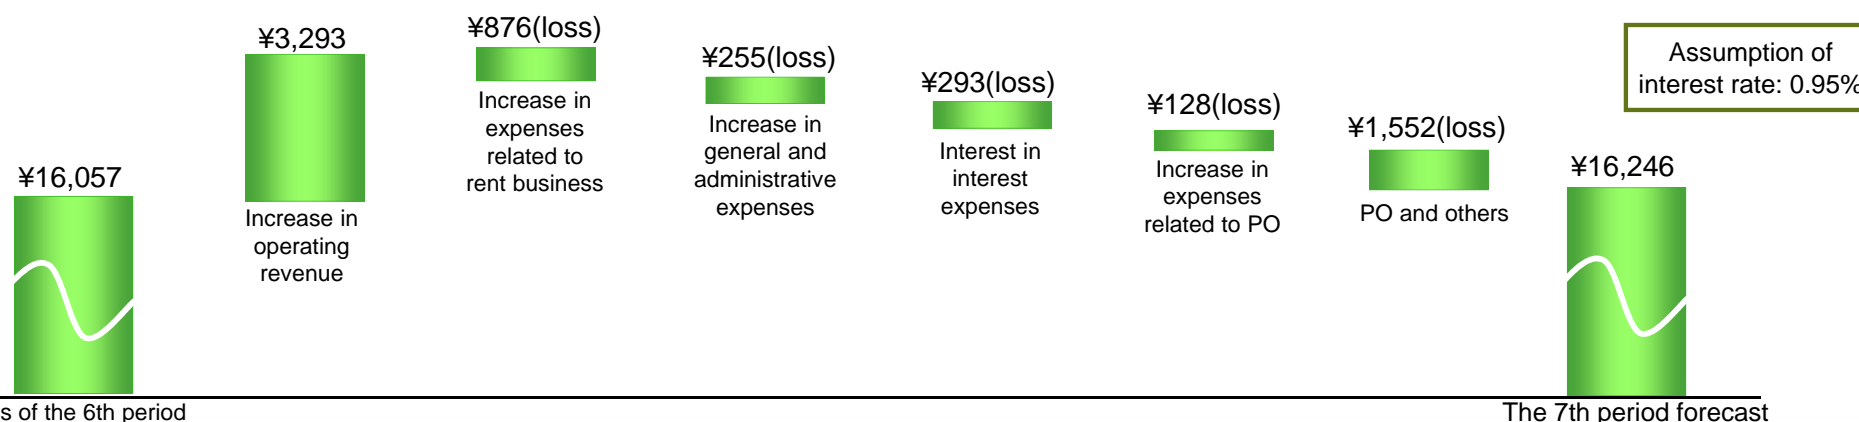 ¥16,057
s of the 6th period
¥3,293
Increase in
operating
revenue
¥876(loss)
Increase in
expenses
related to
rent business
¥255(loss)
Increase in
general and
administrative
expenses
¥293(loss)
Interest in
interest
expenses
¥128(loss)
Increase in
expenses
related to PO
¥1,552(loss)
PO and others
¥16,246
The 7th period forecast
Assumption of
interest rate: 0.95%